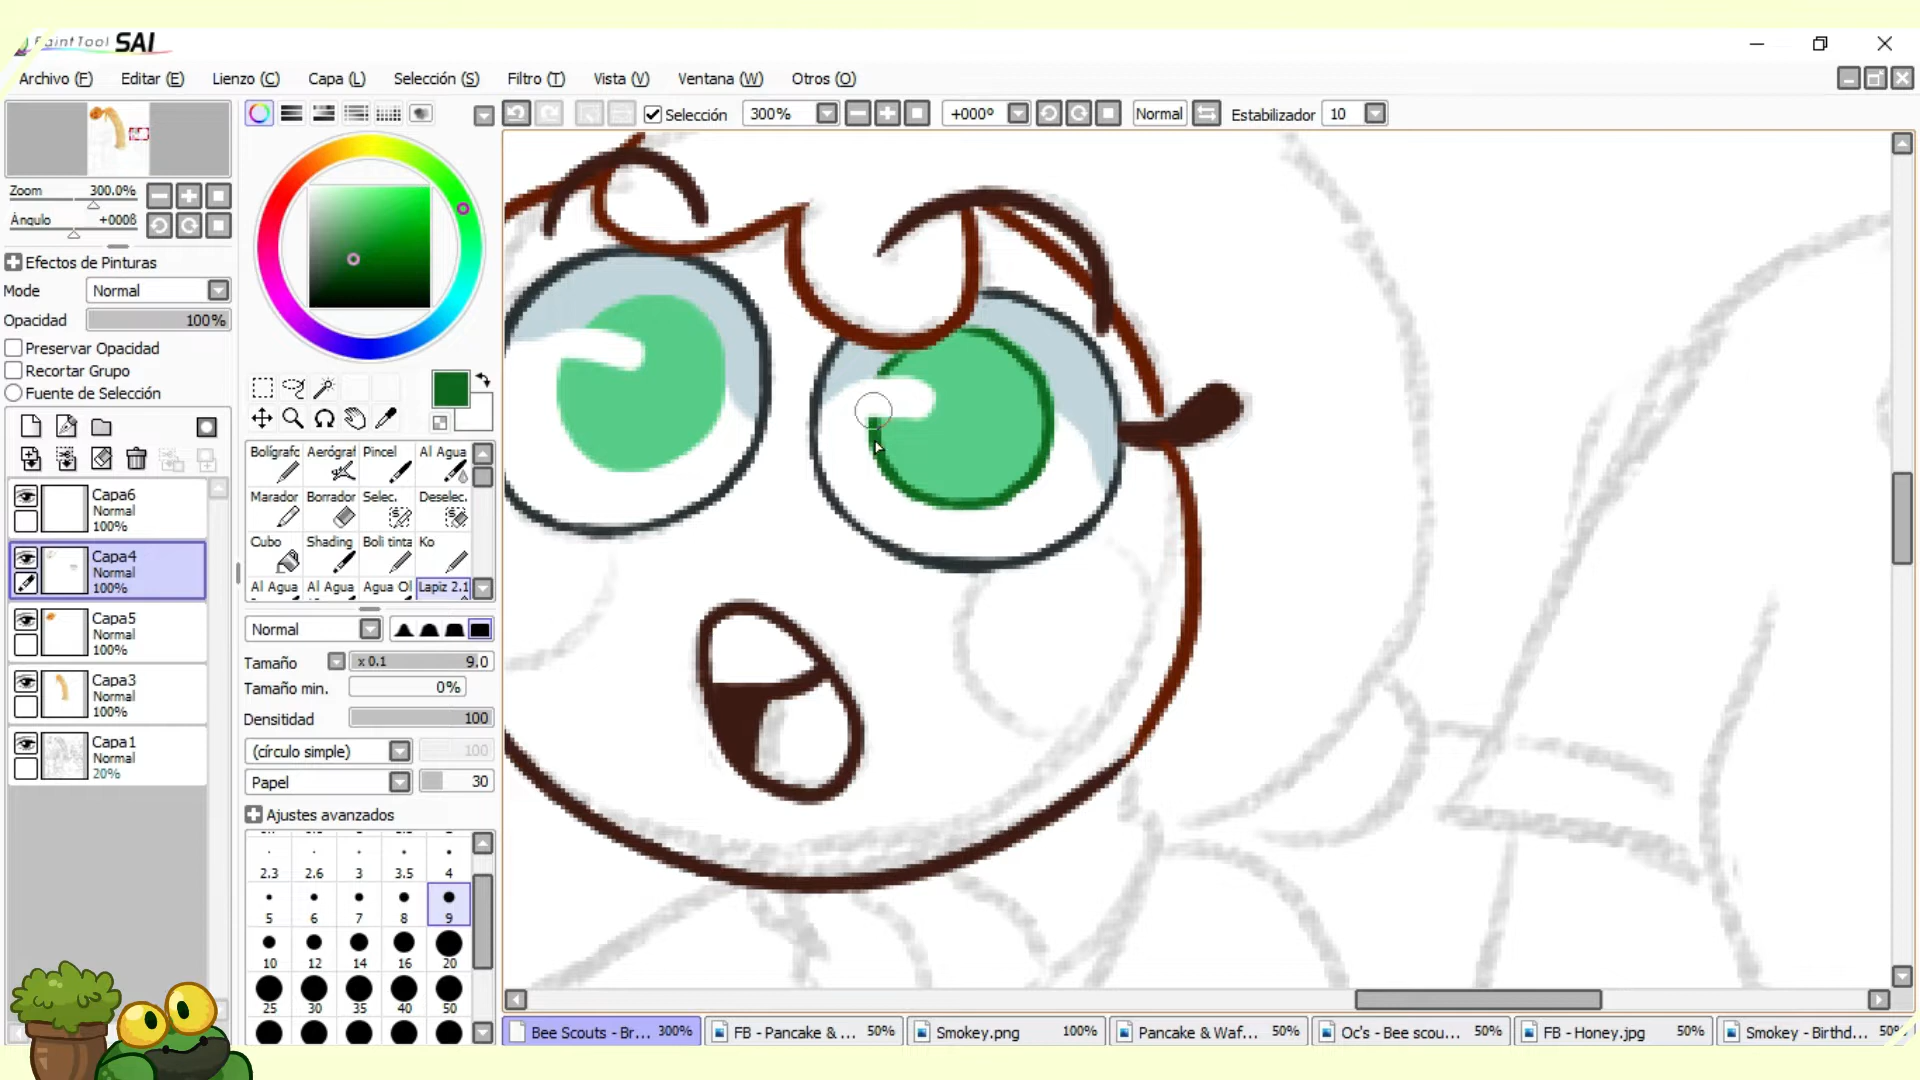 PaintTool SAI
Archivo (F) Editar (E) Lienzo (C) Capa (L) Selección (S) Filtro (T) Vista (V) Ventana (W) Otros (O)
Selección 300% +000º Normal Estabilizador 10
Zoom 300.0%
Ángulo +000ß
Efectos de Pinturas
Mode Normal
Opacidad 100%
Preservar Opacidad
Recortar Grupo
Fuente de Selección
Capa6
Normal
100%
Capa4
Normal
100%
Capa5
Normal
100%
Capa3
Normal
100%
Capa1
Normal
20%
Bolígrafo Aerógraf Pincel Al Agua
Marador Borrador Selec. Deselec.
Cubo Shading Boli tinta Ko
Al Agua Al Agua Agua Ol Lapiz 2.1
Normal
Tamaño x 0.1 9.0
Tamaño min. 0%
Densitidad 100
(círculo simple) 100
Papel 30
Ajustes avanzados
2.3 2.6 3 3.5 4
5 6 7 8 9
10 12 14 16 20
25 30 35 40 50
Bee Scouts - Br... 300% FB - Pancake & ... 50% Smokey.png 100% Pancake & Waf... 50% Oc's - Bee scou... 50% FB - Honey.jpg 50% Smokey - Birthd... 50%